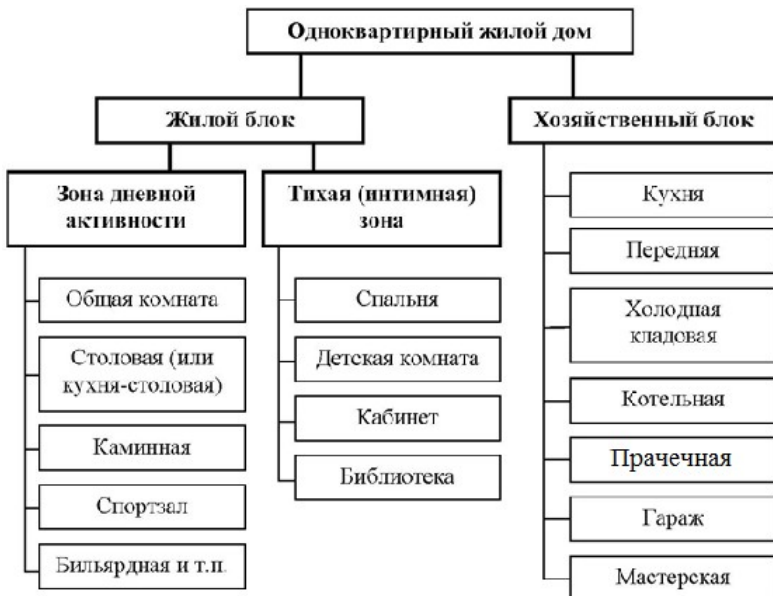 Одноквартирный жилой дом
Жилой блок
Хозяйственный блок
Зона дневной
активности
Тихая (интимная)
зона
Общая комната
Столовая (или
кухня-столовая)
Каминная
Спортзал
Бильярдная и т.п.
Спальня
Детская комната
Кабинет
Библиотека
Кухня
Передняя
Холодная
кладовая
Котельная
Прачечная
Гараж
Мастерская